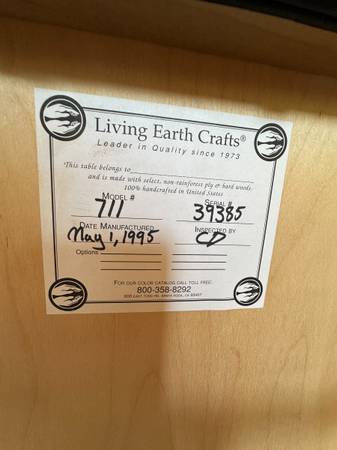 Living Earth Crafts®
Leader in Quality since 1973
This table belongs to
and is made with select, non-rainforest ply & hard woods.
100% handcrafted in United States
MODEL # SERIAL #
711 39385
DATE MANUFACTURED INSPECTED BY
May 1, 1995 CD
Options
FOR OUR COLOR CATALOG CALL TOLL FREE:
800-358-8292